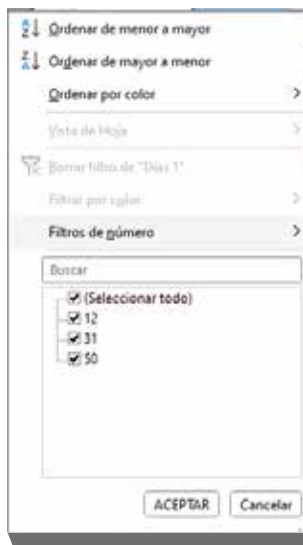 Ordenar de menor a mayor
Ordenar de mayor a menor
Ordenar por color
Vista de Hoja
Borrar filtro de "Días 1"
Filtrar por color
Filtros de número
Buscar
(Seleccionar todo)
12
31
50
ACEPTAR Cancelar